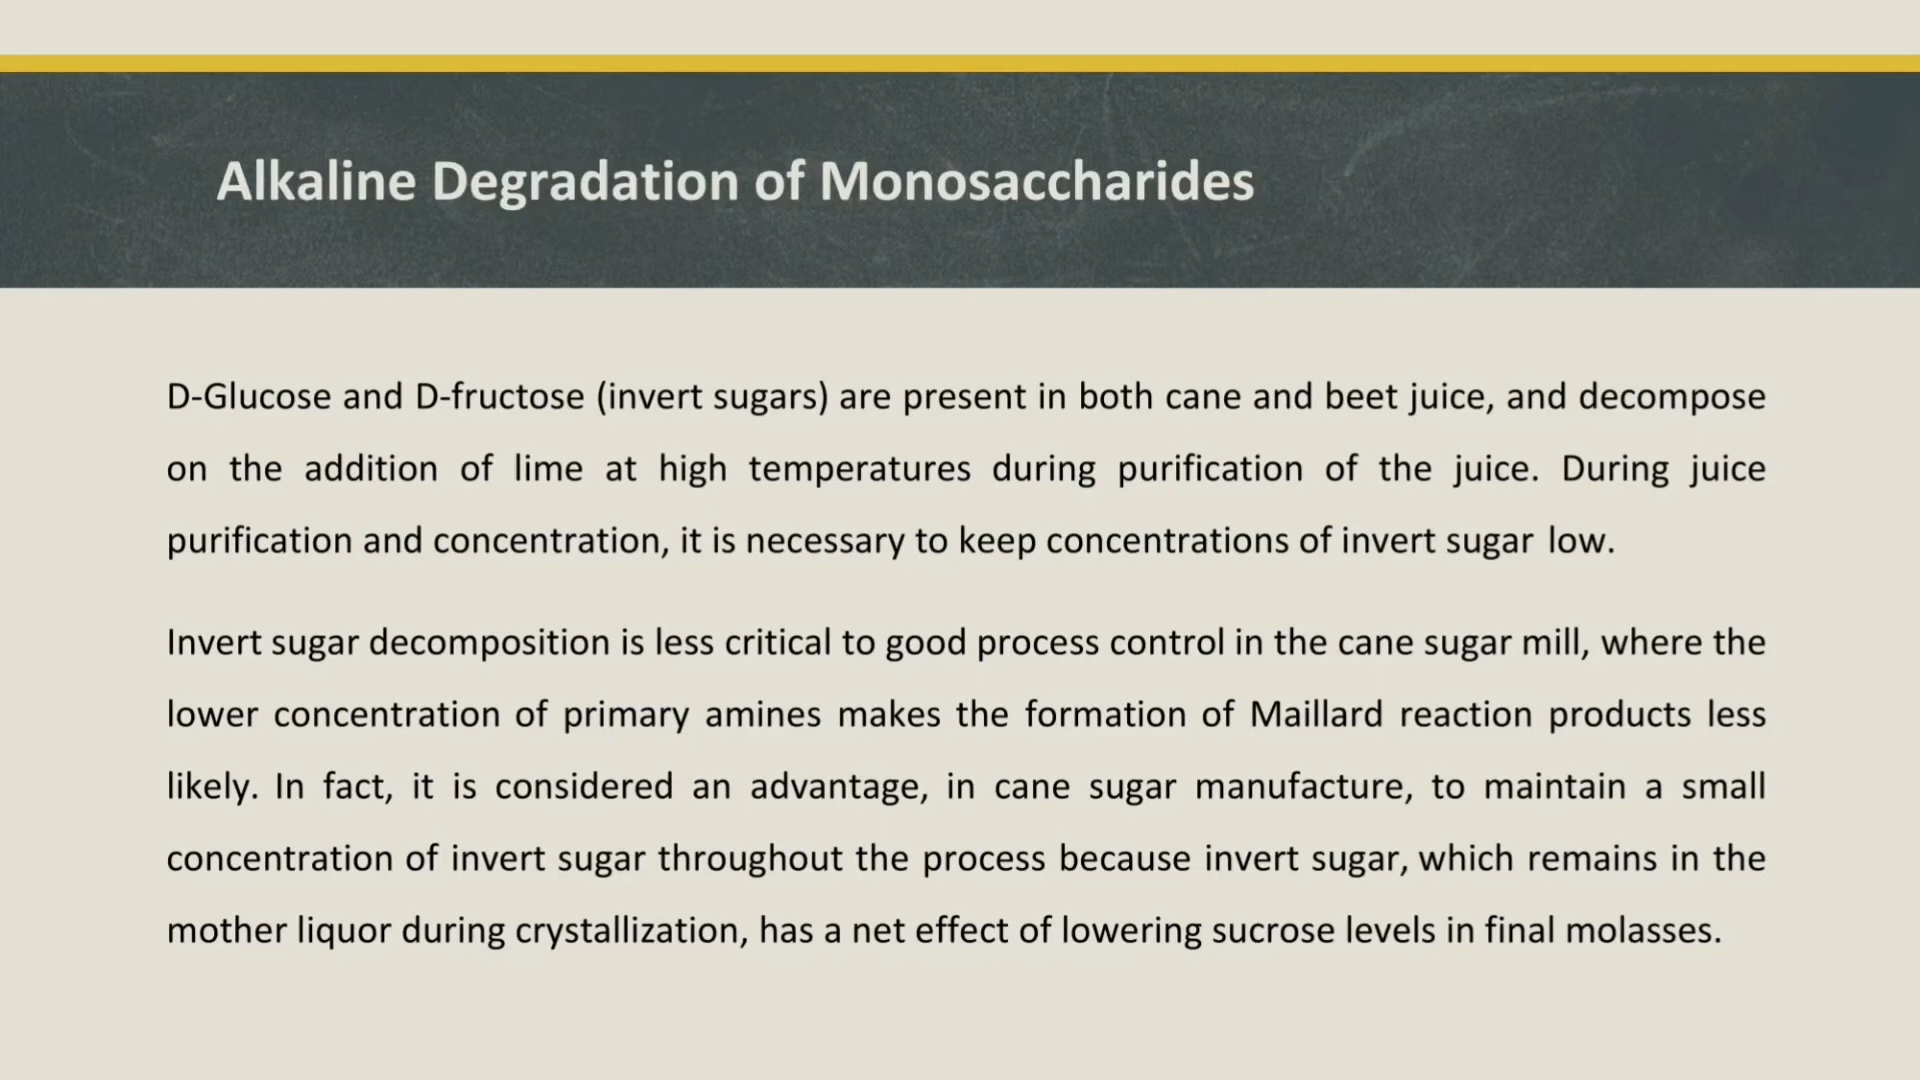 Alkaline Degradation of Monosaccharides
D-Glucose and D-fructose (invert sugars) are present in both cane and beet juice, and decompose
on the addition of lime at high temperatures during purification of the juice. During juice
purification and concentration, it is necessary to keep concentrations of invert sugar low.
Invert sugar decomposition is less critical to good process control in the cane sugar mill, where the
lower concentration of primary amines makes the formation of Maillard reaction products less
likely. In fact, it is considered an advantage, in cane sugar manufacture, to maintain a small
concentration of invert sugar throughout the process because invert sugar, which remains in the
mother liquor during crystallization, has a net effect of lowering sucrose levels in final molasses.